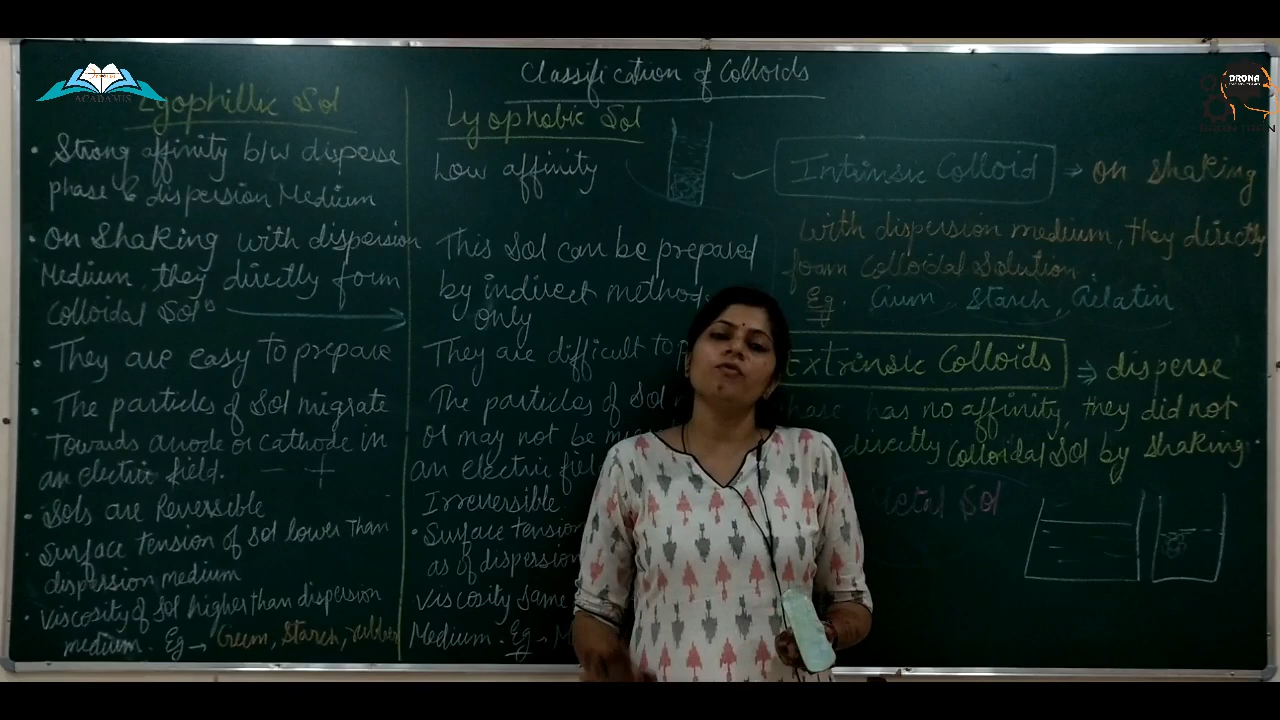 Classification of Colloids
ACADAMIS
DRONA
Lyophillic Sol
• Strong affinity b/w disperse
phase & dispersion Medium
• On Shaking with dispersion
Medium, they directly form
Colloidal Solⁿ
• They are easy to prepare
• The particles of Sol migrate
Towards anode or Cathode in
an electric field. − +
• Sols are Reversible
• Surface tension of sol lower than
dispersion medium
• Viscosity of Sol higher than dispersion
medium. Eg → Gum, Starch, rubber
Lyophobic Sol
Low affinity
This Sol can be prepared
by indirect methods
only
They are difficult to
The particles of Sol
or may not be
an electric field
Irreversible
• Surface tension
as of dispersion
Viscosity same
Medium. Eg →
Intrinsic Colloid ⇒ on shaking
with dispersion medium, they directly
form Colloidal Solution
Eg. Gum, Starch, Gelatin
Extrinsic Colloids ⇒ disperse
has no affinity, they did not
directly Colloidal Sol by Shaking.
Sol